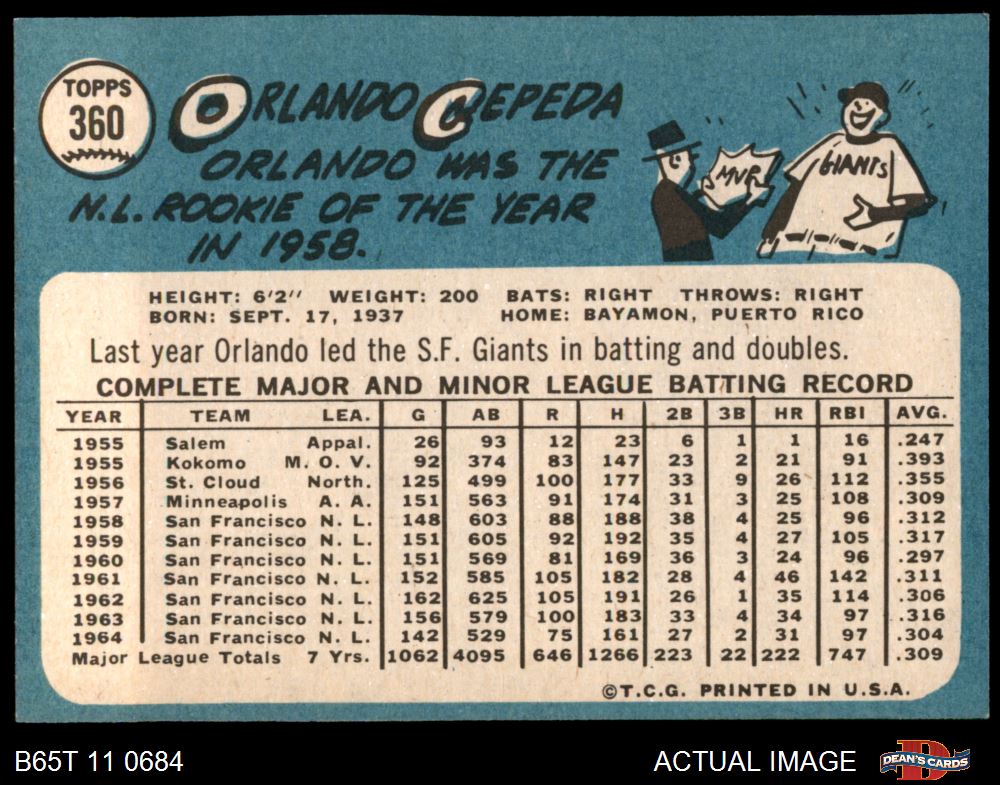 TOPPS
360
ORLANDO CEPEDA
ORLANDO WAS THE
N.L. ROOKIE OF THE YEAR
IN 1958.
MVP
GIANTS
HEIGHT: 6'2" WEIGHT: 200 BATS: RIGHT THROWS: RIGHT
BORN: SEPT. 17, 1937 HOME: BAYAMON, PUERTO RICO
Last year Orlando led the S.F. Giants in batting and doubles.
COMPLETE MAJOR AND MINOR LEAGUE BATTING RECORD
YEAR TEAM LEA. G AB R H 2B 3B HR RBI AVG.
1955 Salem Appal. 26 93 12 23 6 1 1 16 .247
1955 Kokomo M. O. V. 92 374 83 147 23 2 21 91 .393
1956 St. Cloud North. 125 499 100 177 33 9 26 112 .355
1957 Minneapolis A. A. 151 563 91 174 31 3 25 108 .309
1958 San Francisco N. L. 148 603 88 188 38 4 25 96 .312
1959 San Francisco N. L. 151 605 92 192 35 4 27 105 .317
1960 San Francisco N. L. 151 569 81 169 36 3 24 96 .297
1961 San Francisco N. L. 152 585 105 182 28 4 46 142 .311
1962 San Francisco N. L. 162 625 105 191 26 1 35 114 .306
1963 San Francisco N. L. 156 579 100 183 33 4 34 97 .316
1964 San Francisco N. L. 142 529 75 161 27 2 31 97 .304
Major League Totals 7 Yrs. 1062 4095 646 1266 223 22 222 747 .309
©T.C.G. PRINTED IN U.S.A.
B65T 11 0684 ACTUAL IMAGE DEAN'S CARDS